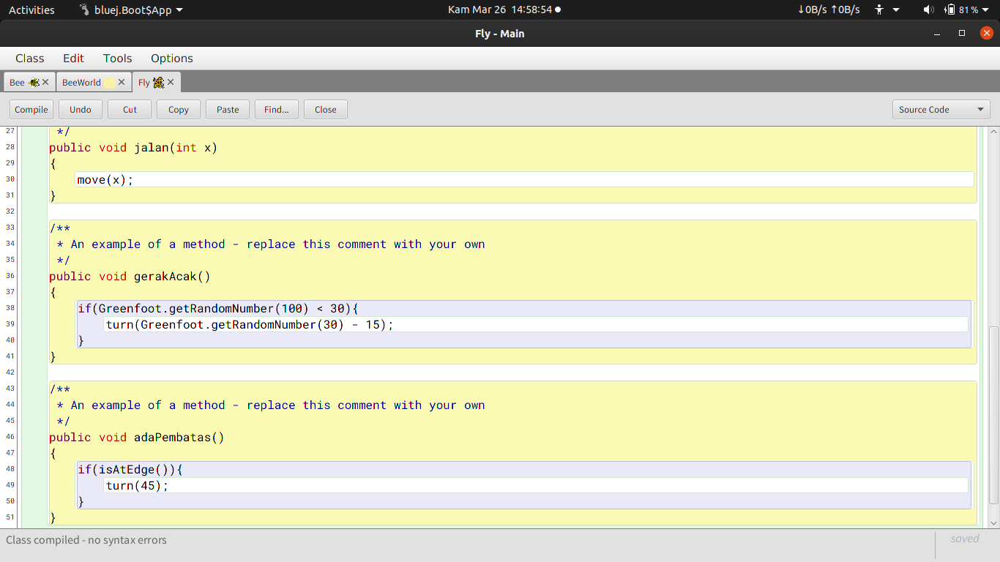 Activities bluej.Boot$App Kam Mar 26 14:58:54 ↓0B/s ↑0B/s 81%
Fly - Main
Class Edit Tools Options
Bee BeeWorld Fly
Compile Undo Cut Copy Paste Find... Close Source Code
27 */
28 public void jalan(int x)
29 {
30 move(x);
31 }
32
33 /**
34 * An example of a method - replace this comment with your own
35 */
36 public void gerakAcak()
37 {
38 if(Greenfoot.getRandomNumber(100) < 30){
39 turn(Greenfoot.getRandomNumber(30) - 15);
40 }
41 }
42
43 /**
44 * An example of a method - replace this comment with your own
45 */
46 public void adaPembatas()
47 {
48 if(isAtEdge()){
49 turn(45);
50 }
51 }
Class compiled - no syntax errors saved